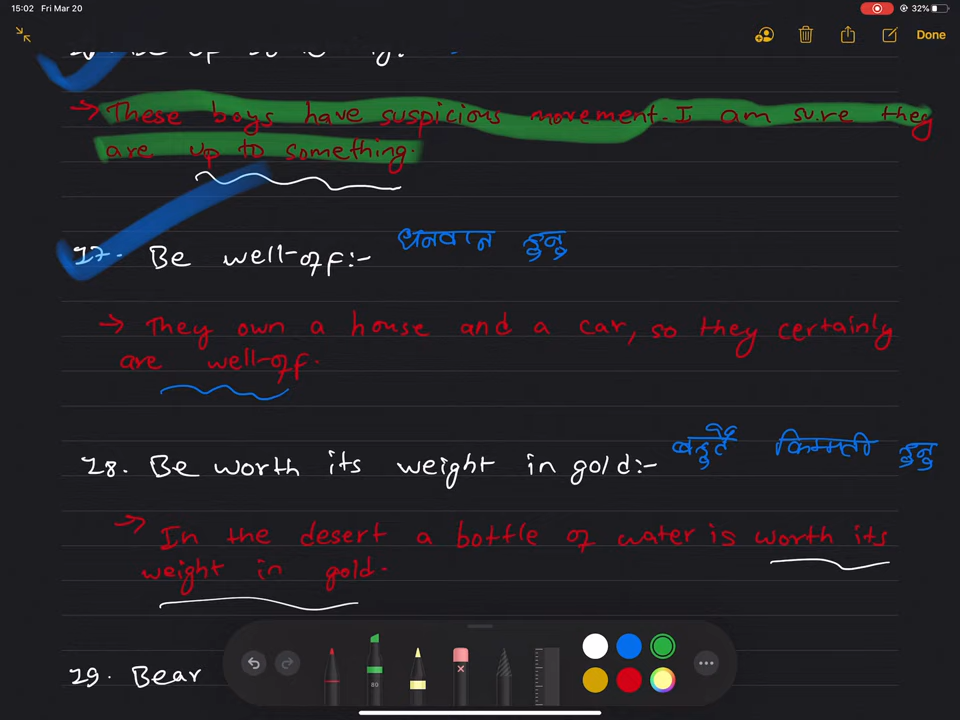 15:02 Fri Mar 20
32%
Done
→ These boys have suspicious movement. I am sure they
are up to something.
27. Be well-off:- धनवान हुनु
→ They own a house and a car, so they certainly
are well-off.
28. Be worth its weight in gold:- किम्मती हुनु
→ In the desert a bottle of water is worth its
weight in gold.
29. Bear
80